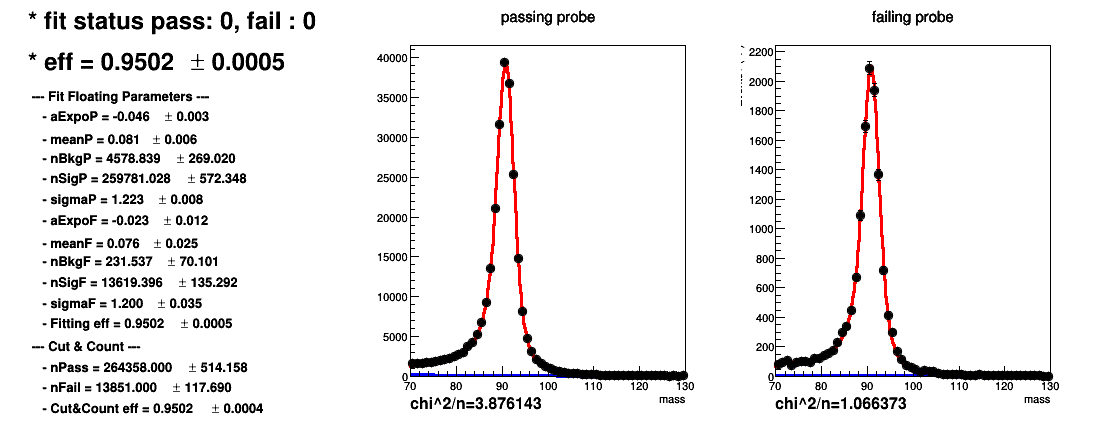 * fit status pass: 0, fail : 0
* eff = 0.9502 ± 0.0005
--- Fit Floating Parameters ---
- aExpoP = -0.046 ± 0.003
- meanP = 0.081 ± 0.006
- nBkgP = 4578.839 ± 269.020
- nSigP = 259781.028 ± 572.348
- sigmaP = 1.223 ± 0.008
- aExpoF = -0.023 ± 0.012
- meanF = 0.076 ± 0.025
- nBkgF = 231.537 ± 70.101
- nSigF = 13619.396 ± 135.292
- sigmaF = 1.200 ± 0.035
- Fitting eff = 0.9502 ± 0.0005
--- Cut & Count ---
- nPass = 264358.000 ± 514.158
- nFail = 13851.000 ± 117.690
- Cut&Count eff = 0.9502 ± 0.0004
passing probe
40000
35000
30000
25000
20000
15000
10000
5000
0
70 80 90 100 110 120 130
mass
chi^2/n=3.876143
failing probe
2200
2000
1800
1600
1400
1200
1000
800
600
400
200
0
70 80 90 100 110 120 130
mass
chi^2/n=1.066373